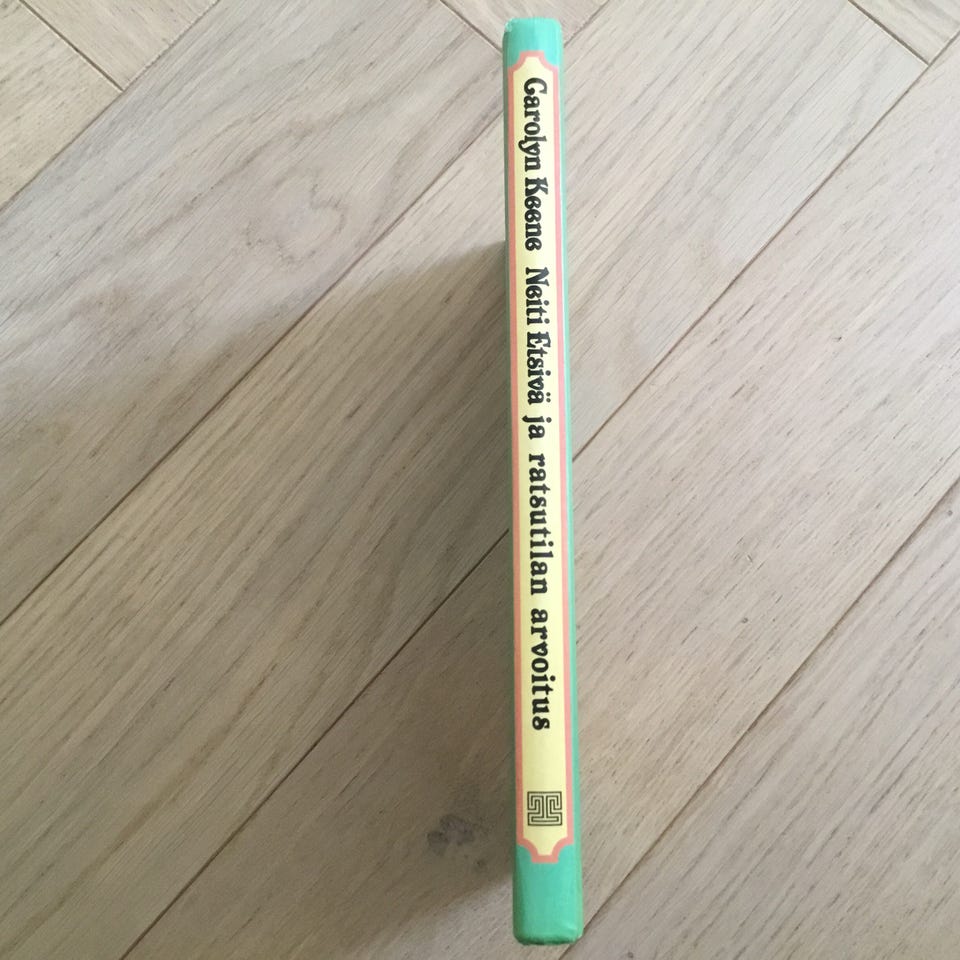 Carolyn Keene Neiti Etsivä ja ratsutilan arvoitus